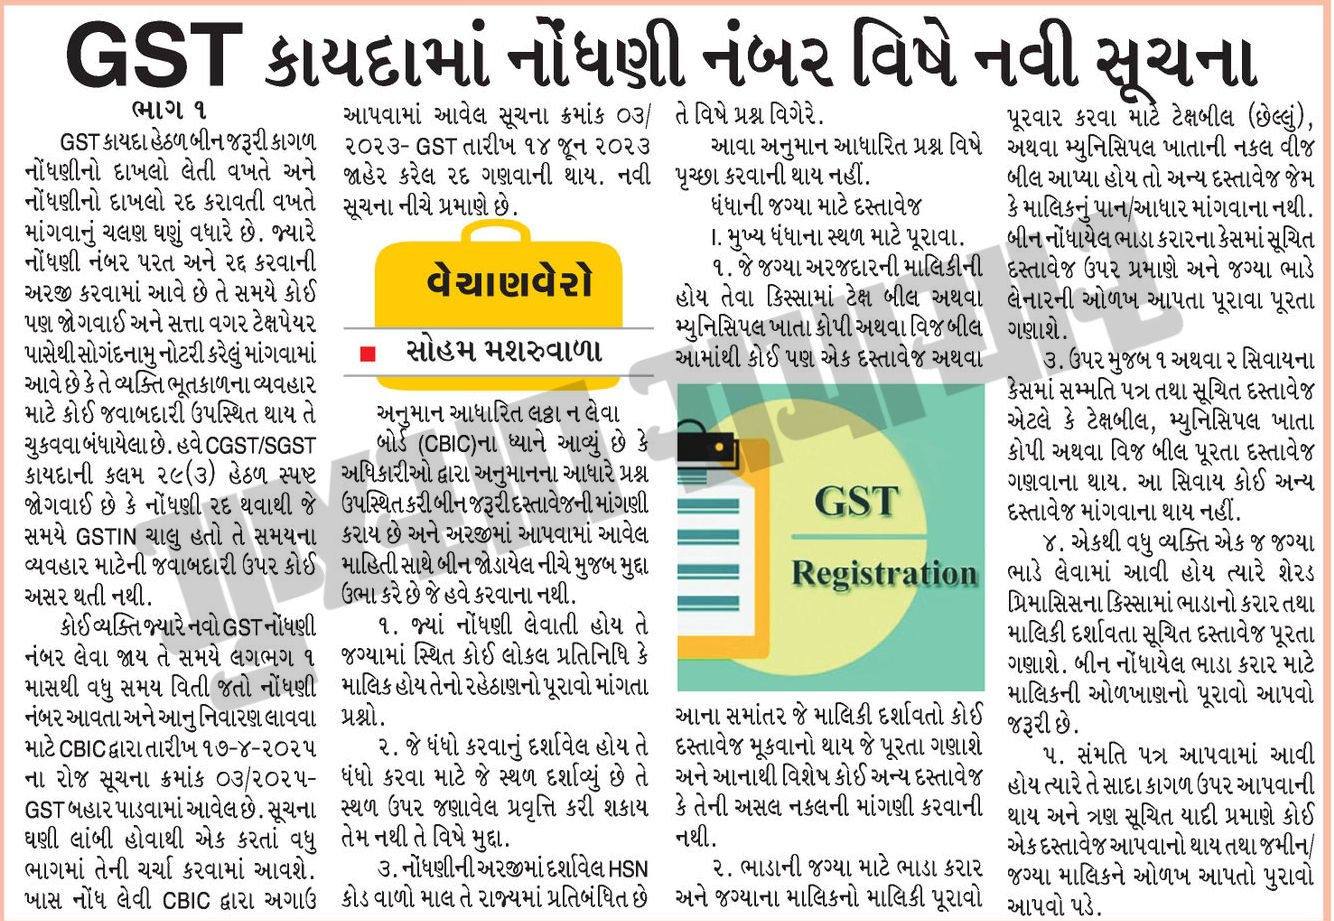 GST કાયદામાં નોંધણી નંબર વિષે નવી સૂચના
ભાગ ૧
GST કાયદા હેઠળ બીન જરૂરી કાગળ
નોંધણીનો દાખલો લેતી વખતે અને
નોંધણીનો દાખલો રદ કરાવતી વખતે
માંગવાનું ચલણ ઘણું વધારે છે. જ્યારે
નોંધણી નંબર પરત અને રદ્દ કરવાની
અરજી કરવામાં આવે છે તે સમયે કોઈ
પણ જોગવાઈ અને સત્તા વગર ટેક્ષપેયર
પાસેથી સોગંદનામુ નોટરી કરેલું માંગવામાં
આવે છે કે તે વ્યક્તિ ભૂતકાળના વ્યવહાર
માટે કોઈ જવાબદારી ઉપસ્થિત થાય તે
ચુકવવા બંધાયેલા છે. હવે CGST/SGST
કાયદાની કલમ ૨૯(૩) હેઠળ સ્પષ્ટ
જોગવાઈ છે કે નોંધણી રદ થવાથી જે
સમયે GSTIN ચાલુ હતો તે સમયના
વ્યવહાર માટેની જવાબદારી ઉપર કોઈ
અસર થતી નથી.
કોઈ વ્યક્તિ જ્યારે નવો GST નોંધણી
નંબર લેવા જાય તે સમયે લગભગ ૧
માસથી વધુ સમય વિતી જતો નોંધણી
નંબર આવતા અને આનુ નિવારણ લાવવા
માટે CBIC દ્વારા તારીખ ૧૭-૪-૨૦૨૫
ના રોજ સૂચના ક્રમાંક ૦૩/૨૦૨૫-
GST બહાર પાડવામાં આવેલ છે. સૂચના
ઘણી લાંબી હોવાથી એક કરતાં વધુ
ભાગમાં તેની ચર્ચા કરવામાં આવશે.
ખાસ નોંધ લેવી CBIC દ્વારા અગાઉ
આપવામાં આવેલ સૂચના ક્રમાંક ૦૩/
૨૦૨૩- GST તારીખ ૧૪ જૂન ૨૦૨૩
જાહેર કરેલ રદ ગણવાની થાય. નવી
સૂચના નીચે પ્રમાણે છે.
વેચાણવેરો
સોહમ મશરુવાળા
અનુમાન આધારિત લઠ્ઠા ન લેવા
બોર્ડ (CBIC)ના ધ્યાને આવ્યું છે કે
અધિકારીઓ દ્વારા અનુમાનના આધારે પ્રશ્ન
ઉપસ્થિત કરી બીન જરૂરી દસ્તાવેજની માંગણી
કરાય છે અને અરજીમાં આપવામાં આવેલ
માહિતી સાથે બીન જોડાયેલ નીચે મુજબ મુદ્દા
ઉભા કરે છે જે હવે કરવાના નથી.
૧. જ્યાં નોંધણી લેવાતી હોય તે
જગ્યામાં સ્થિત કોઈ લોકલ પ્રતિનિધિ કે
માલિક હોય તેનો રહેઠાણનો પૂરાવો માંગતા
પ્રશ્નો.
૨. જે ધંધો કરવાનું દર્શાવેલ હોય તે
ધંધો કરવા માટે જે સ્થળ દર્શાવ્યું છે તે
સ્થળ ઉપર જણાવેલ પ્રવૃત્તિ કરી શકાય
તેમ નથી તે વિષે મુદ્દા.
૩. નોંધણીની અરજીમાં દર્શાવેલ HSN
કોડ વાળો માલ તે રાજ્યમાં પ્રતિબંધિત છે
તે વિષે પ્રશ્ન વિગેરે.
આવા અનુમાન આધારિત પ્રશ્ન વિષે
પૃચ્છા કરવાની થાય નહીં.
ધંધાની જગ્યા માટે દસ્તાવેજ
I. મુખ્ય ધંધાના સ્થળ માટે પૂરાવા.
૧. જે જગ્યા અરજદારની માલિકીની
હોય તેવા કિસ્સામાં ટેક્ષ બીલ અથવા
મ્યુનિસિપલ ખાતા કોપી અથવા વિજ બીલ
આમાંથી કોઈ પણ એક દસ્તાવેજ અથવા
GST
Registration
આના સમાંતર જે માલિકી દર્શાવતો કોઈ
દસ્તાવેજ મૂકવાનો થાય જે પૂરતા ગણાશે
અને આનાથી વિશેષ કોઈ અન્ય દસ્તાવેજ
કે તેની અસલ નકલની માંગણી કરવાની
નથી.
૨. ભાડાની જગ્યા માટે ભાડા કરાર
અને જગ્યાના માલિકનો માલિકી પૂરાવો
પૂરવાર કરવા માટે ટેક્ષબીલ (છેલ્લું),
અથવા મ્યુનિસિપલ ખાતાની નકલ વીજ
બીલ આપ્યા હોય તો અન્ય દસ્તાવેજ જેમ
કે માલિકનું પાન/આધાર માંગવાના નથી.
બીન નોંધાયેલ ભાડા કરારના કેસમાં સૂચિત
દસ્તાવેજ ઉપર પ્રમાણે અને જગ્યા ભાડે
લેનારની ઓળખ આપતા પૂરાવા પૂરતા
ગણાશે.
૩. ઉપર મુજબ ૧ અથવા ૨ સિવાયના
કેસમાં સમ્મતિ પત્ર તથા સૂચિત દસ્તાવેજ
એટલે કે ટેક્ષબીલ, મ્યુનિસિપલ ખાતા
કોપી અથવા વિજ બીલ પૂરતા દસ્તાવેજ
ગણવાના થાય. આ સિવાય કોઈ અન્ય
દસ્તાવેજ માંગવાના થાય નહીં.
૪. એકથી વધુ વ્યક્તિ એક જ જગ્યા
ભાડે લેવામાં આવી હોય ત્યારે શેરડ
પ્રિમાસિસના કિસ્સામાં ભાડાનો કરાર તથા
માલિકી દર્શાવતા સૂચિત દસ્તાવેજ પૂરતા
ગણાશે. બીન નોંધાયેલ ભાડા કરાર માટે
માલિકની ઓળખાણનો પૂરાવો આપવો
જરૂરી છે.
૫. સંમતિ પત્ર આપવામાં આવી
હોય ત્યારે તે સાદા કાગળ ઉપર આપવાની
થાય અને ત્રણ સૂચિત યાદી પ્રમાણે કોઈ
એક દસ્તાવેજ આપવાનો થાય તથા જમીન/
જગ્યા માલિકને ઓળખ આપતો પુરાવો
આપવો પડે.